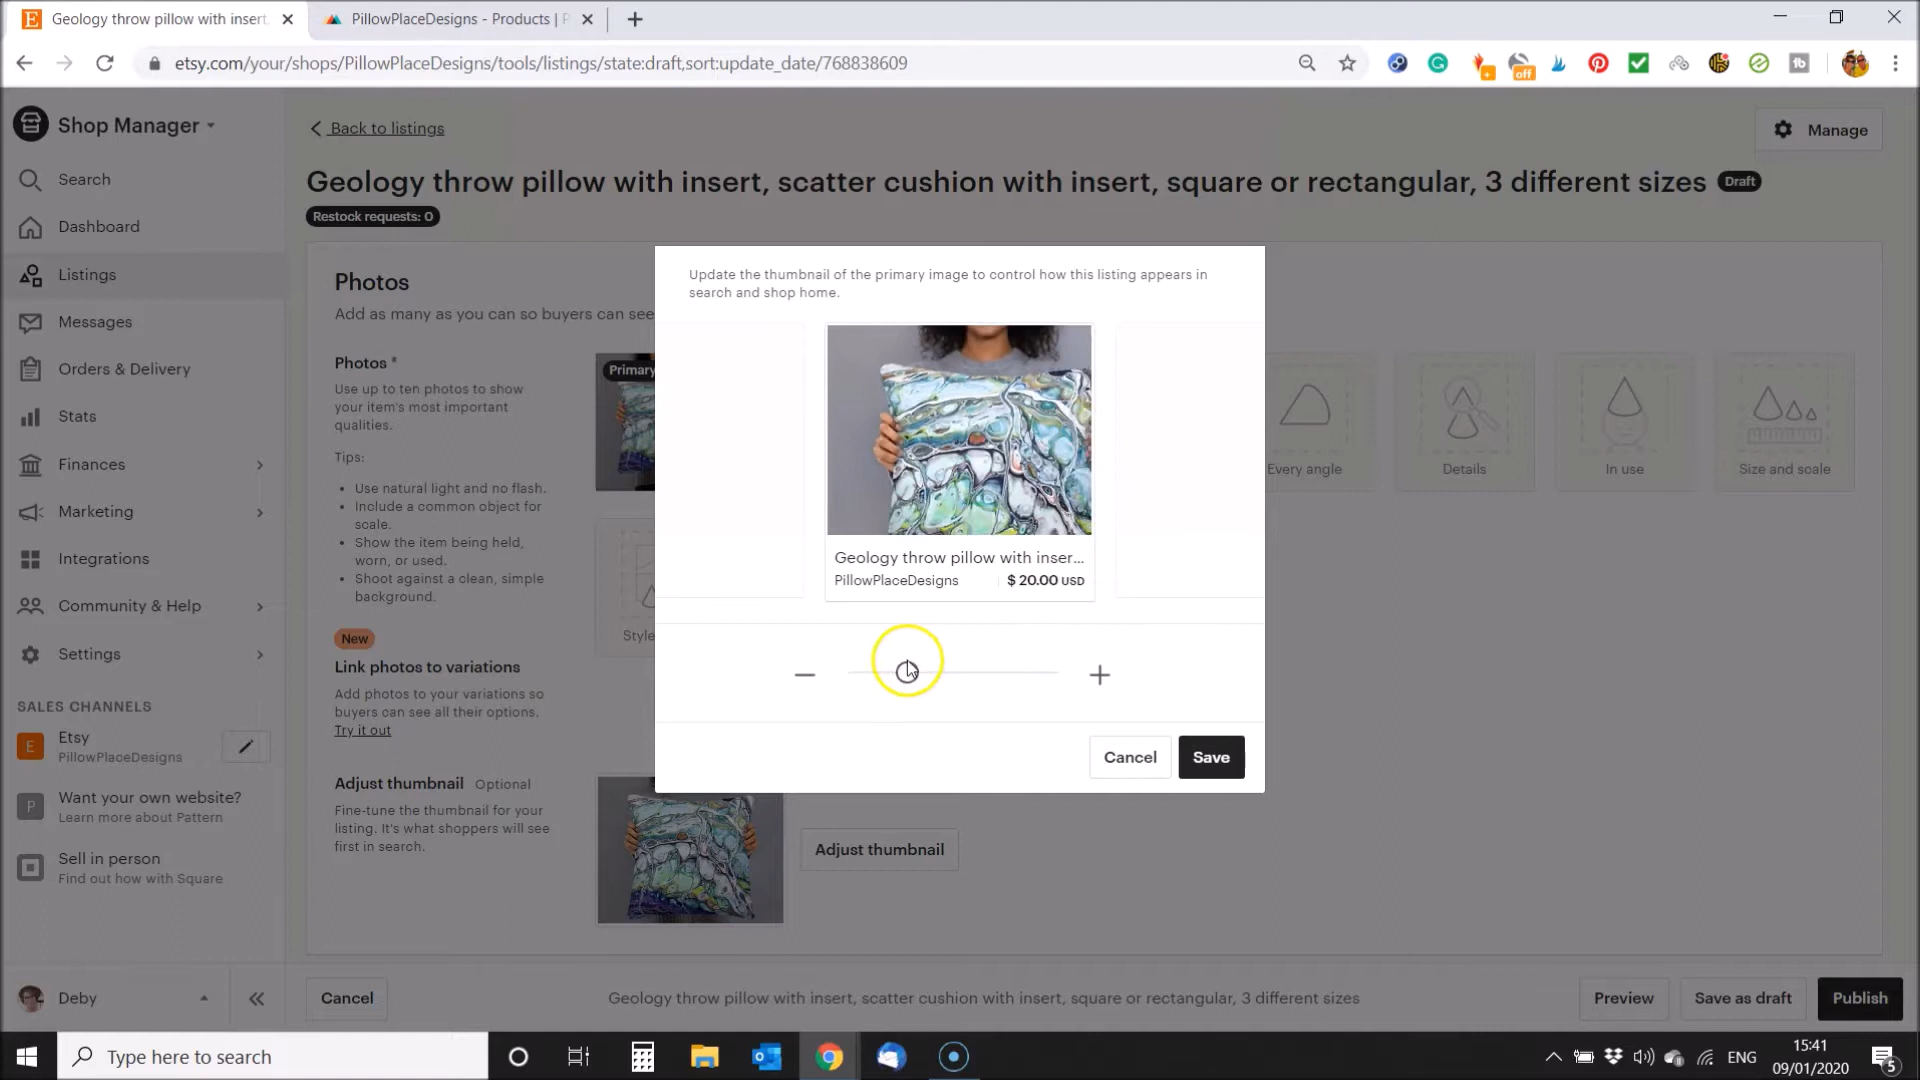 Geology throw pillow with insert,
PillowPlaceDesigns - Products | P
etsy.com/your/shops/PillowPlaceDesigns/tools/listings/state:draft,sort:update_date/768838609
off
Shop Manager
Back to listings
Manage
Geology throw pillow with insert, scatter cushion with insert, square or rectangular, 3 different sizes
Draft
Restock requests: 0
Search
Dashboard
Listings
Messages
Orders & Delivery
Stats
Finances
Marketing
Integrations
Community & Help
Settings
SALES CHANNELS
E
Etsy
PillowPlaceDesigns
P
Want your own website?
Learn more about Pattern
Sell in person
Find out how with Square
Deby
Photos
Add as many as you can so buyers can see
Photos *
Use up to ten photos to show
your item's most important
qualities.
Tips:
• Use natural light and no flash.
• Include a common object for
scale.
• Show the item being held,
worn, or used.
• Shoot against a clean, simple
background.
New
Link photos to variations
Add photos to your variations so
buyers can see all their options.
Try it out
Adjust thumbnail Optional
Fine-tune the thumbnail for your
listing. It's what shoppers will see
first in search.
Primary
Style
Adjust thumbnail
Every angle
Details
In use
Size and scale
Update the thumbnail of the primary image to control how this listing appears in
search and shop home.
Geology throw pillow with inser...
PillowPlaceDesigns
$ 20.00 USD
Cancel
Save
Cancel
Geology throw pillow with insert, scatter cushion with insert, square or rectangular, 3 different sizes
Preview
Save as draft
Publish
Type here to search
ENG
15:41
09/01/2020
5